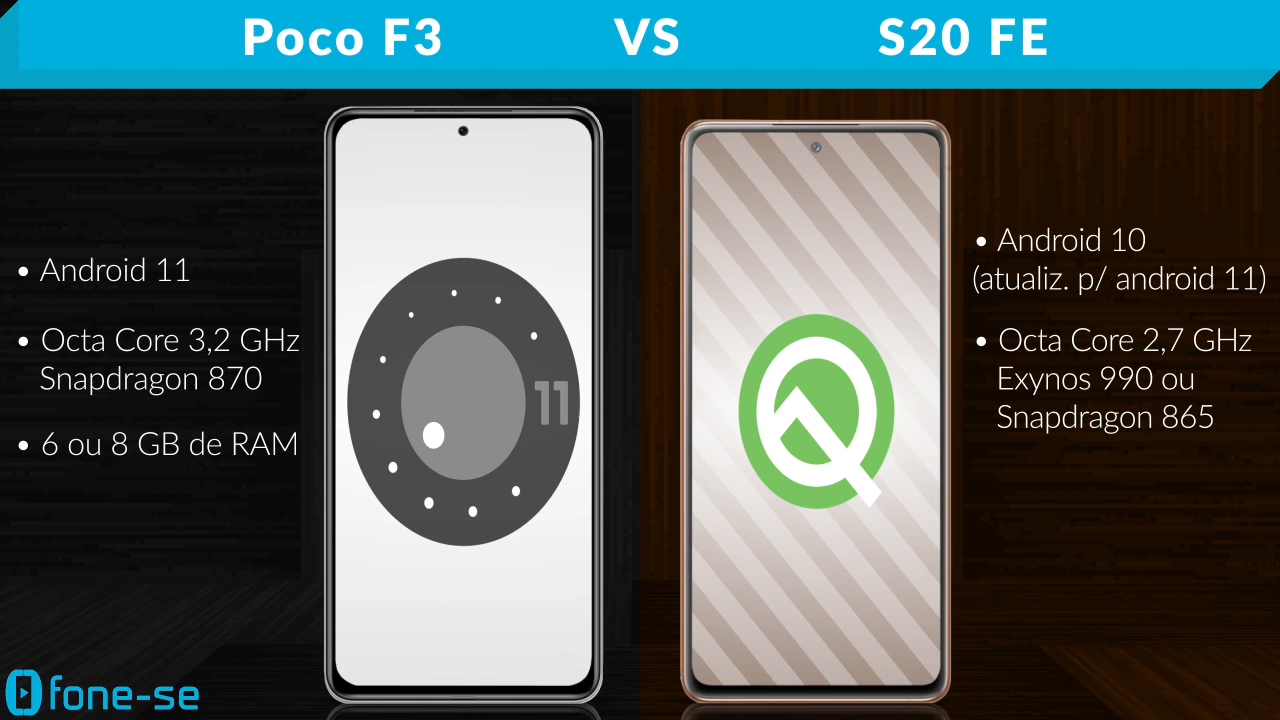 Poco F3 VS S20 FE
• Android 11
• Octa Core 3,2 GHz
Snapdragon 870
• 6 ou 8 GB de RAM
11
• Android 10
(atualiz. p/ android 11)
• Octa Core 2,7 GHz
Exynos 990 ou
Snapdragon 865
fone-se